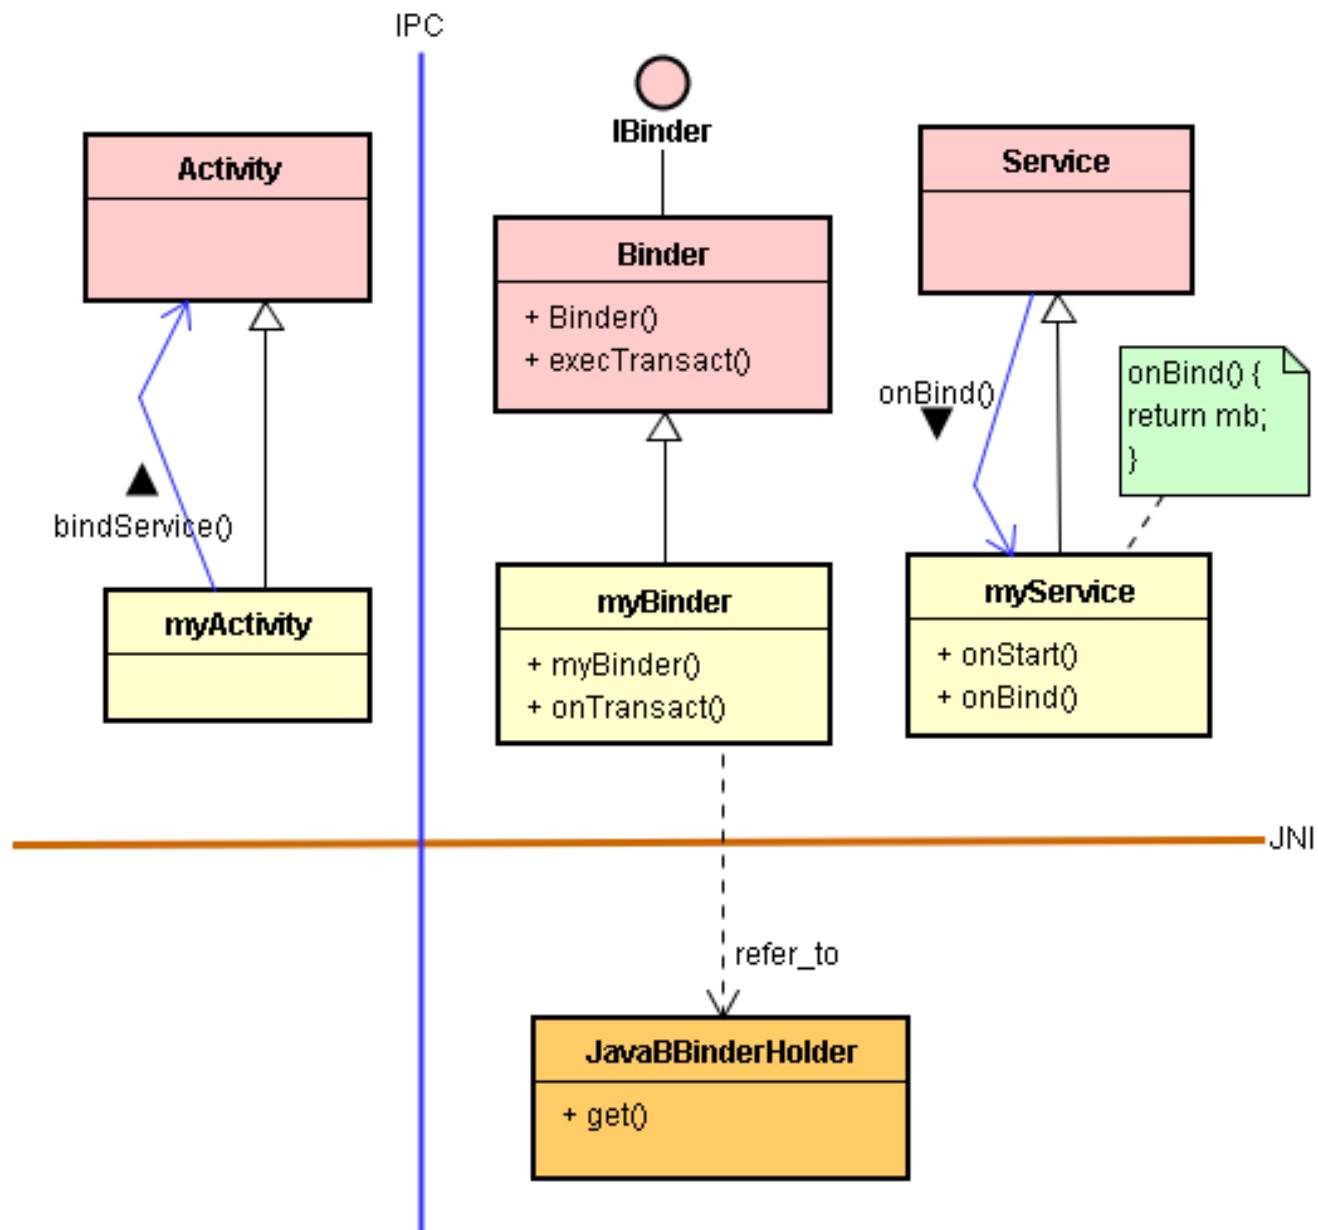 IPC
IBinder
Activity
Service
Binder
+ Binder()
+ execTransact()
onBind() {
return mb;
}
onBind()
bindService()
myActivity
myBinder
+ myBinder()
+ onTransact()
myService
+ onStart()
+ onBind()
JNI
refer_to
JavaBBinderHolder
+ get()